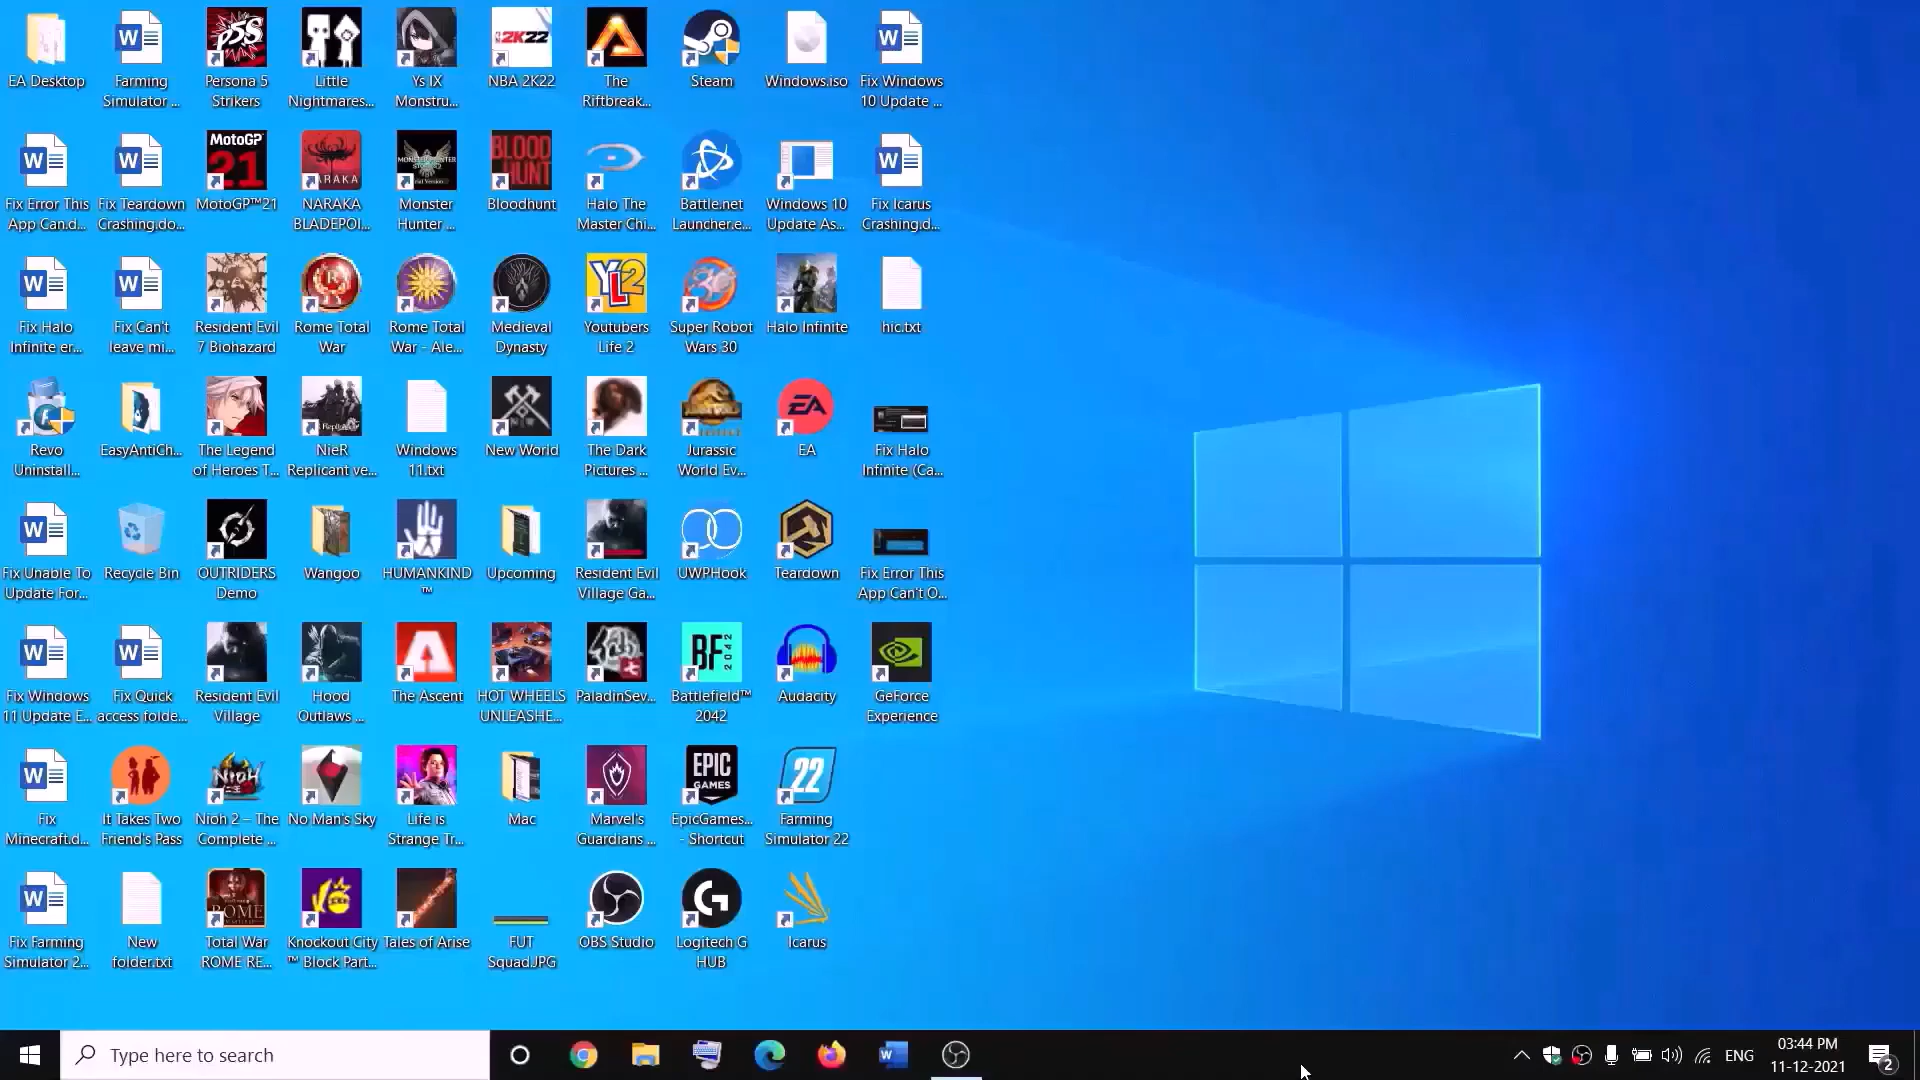 EA Desktop
Farming
Simulator ...
Persona 5
Strikers
Little
Nightmares...
Ys IX
Monstru...
NBA 2K22
The
Riftbreak...
Steam
Windows.iso
Fix Windows
10 Update ...
Fix Error This
App Can.d...
Fix Teardown
Crashing.do...
MotoGP™21
NARAKA
BLADEPOI...
Monster
Hunter ...
Bloodhunt
Halo The
Master Chi...
Battle.net
Launcher.e...
Windows 10
Update As...
Fix Icarus
Crashing.d...
Fix Halo
Infinite er...
Fix Can't
leave mi...
Resident Evil
7 Biohazard
Rome Total
War
Rome Total
War - Ale...
Medieval
Dynasty
Youtubers
Life 2
Super Robot
Wars 30
Halo Infinite
hic.txt
Revo
Uninstall...
EasyAntiCh...
The Legend
of Heroes T...
NieR
Replicant ve...
Windows
11.txt
New World
The Dark
Pictures ...
Jurassic
World Ev...
EA
Fix Halo
Infinite (Ca...
Fix Unable To
Update For...
Recycle Bin
OUTRIDERS
Demo
Wangoo
HUMANKIND
™
Upcoming
Resident Evil
Village Ga...
UWPHook
Teardown
Fix Error This
App Can't O...
Fix Windows
11 Update E...
Fix Quick
access folde...
Resident Evil
Village
Hood
Outlaws ...
The Ascent
HOT WHEELS
UNLEASHE...
PaladinSev...
Battlefield™
2042
Audacity
GeForce
Experience
Fix
Minecraft.d...
It Takes Two
Friend's Pass
Nioh 2 – The
Complete ...
No Man's Sky
Life is
Strange Tr...
Mac
Marvel's
Guardians ...
EpicGames...
- Shortcut
Farming
Simulator 22
Fix Farming
Simulator 2...
New
folder.txt
Total War
ROME RE...
Knockout City
™ Block Part...
Tales of Arise
FUT
Squad.JPG
OBS Studio
Logitech G
HUB
Icarus
Type here to search
ENG
03:44 PM
11-12-2021
2